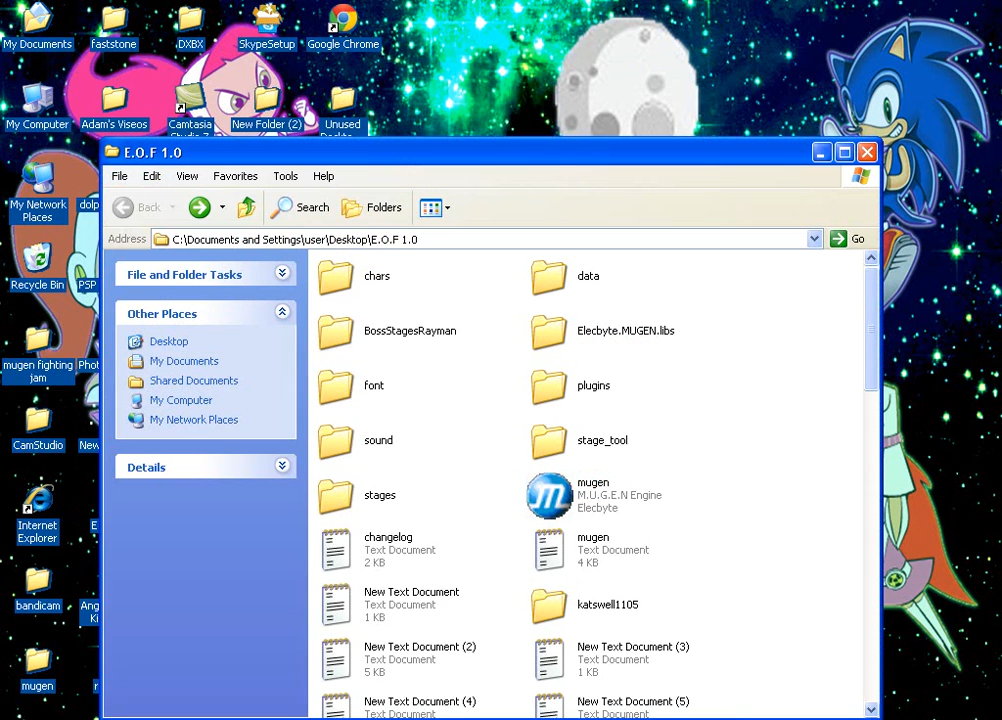 My Documents
faststone
DXBX
SkypeSetup
Google Chrome
My Computer
Adam's Viseos
Camtasia
New Folder (2)
Unused
My Network
Places
dolp
Recycle Bin
PSP
mugen fighting
jam
Phot
CamStudio
New
Internet
Explorer
E
bandicam
Ang
Ki
mugen
r
E.O.F 1.0
File Edit View Favorites Tools Help
Back Search Folders
Address C:\Documents and Settings\user\Desktop\E.O.F 1.0 Go
File and Folder Tasks
Other Places
Desktop
My Documents
Shared Documents
My Computer
My Network Places
Details
chars
data
BossStagesRayman
Elecbyte.MUGEN.libs
font
plugins
sound
stage_tool
stages
mugen
M.U.G.E.N Engine
Elecbyte
changelog
Text Document
2 KB
mugen
Text Document
4 KB
New Text Document
Text Document
1 KB
katswell1105
New Text Document (2)
Text Document
5 KB
New Text Document (3)
Text Document
1 KB
New Text Document (4)
Text Document
New Text Document (5)
Text Document